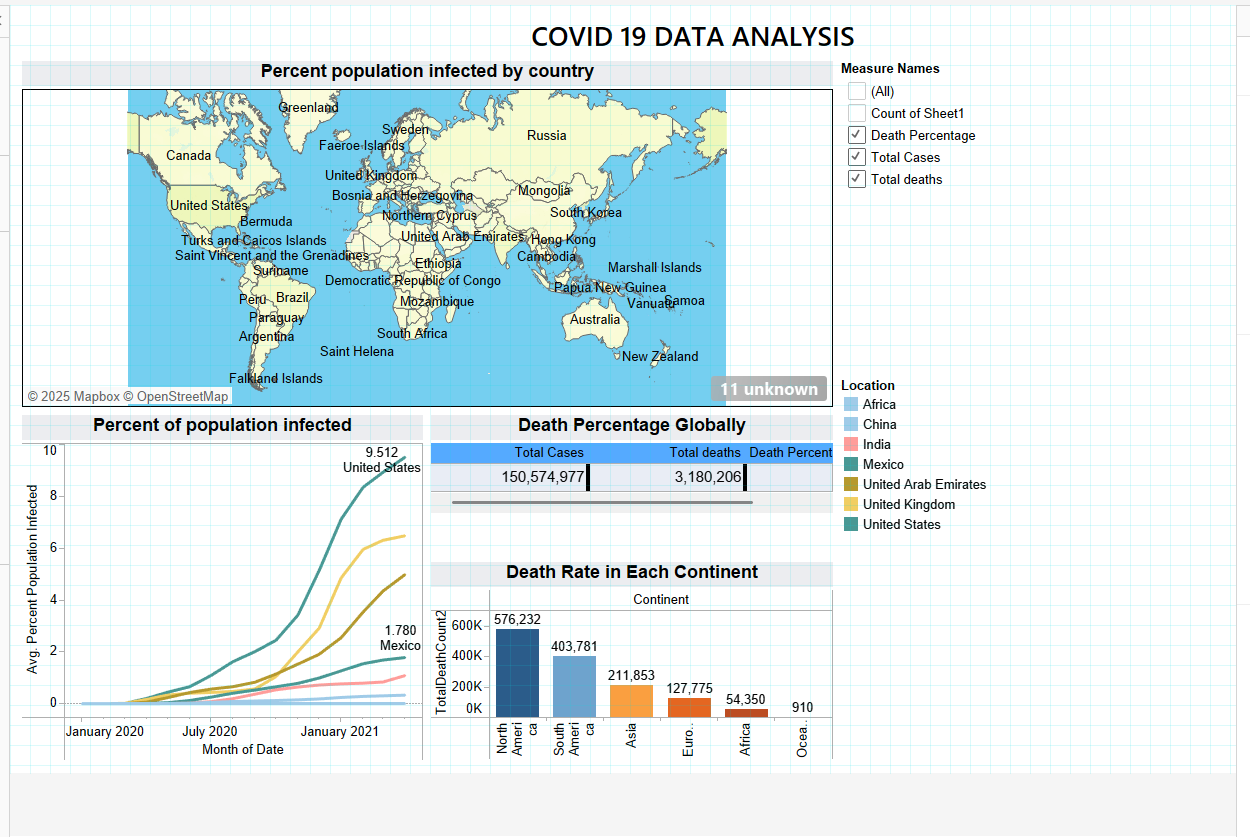 COVID 19 DATA ANALYSIS
Percent population infected by country
Greenland
Sweden
Russia
Faeroe Islands
Canada
United Kingdom
Mongolia
Bosnia and Herzegovina
United States
South Korea
Northern Cyprus
Bermuda
United Arab Emirates
Hong Kong
Turks and Caicos Islands
Saint Vincent and the Grenadines
Cambodia
Ethiopia
Marshall Islands
Suriname
Democratic Republic of Congo
Papua New Guinea
Peru
Brazil
Mozambique
Vanuatu
Samoa
Paraguay
Australia
Argentina
South Africa
Saint Helena
New Zealand
Falkland Islands
11 unknown
© 2025 Mapbox © OpenStreetMap
Measure Names
(All)
Count of Sheet1
Death Percentage
Total Cases
Total deaths
Location
Africa
China
India
Mexico
United Arab Emirates
United Kingdom
United States
Percent of population infected
Avg. Percent Population Infected
10
8
6
4
2
0
9.512
United States
1.780
Mexico
January 2020
July 2020
January 2021
Month of Date
Death Percentage Globally
Total Cases Total deaths Death Percent
150,574,977 3,180,206
Death Rate in Each Continent
Continent
TotalDeathCount2
600K
400K
200K
0K
576,232
403,781
211,853
127,775
54,350
910
North
Ameri
ca
South
Ameri
ca
Asia
Euro..
Africa
Ocea..